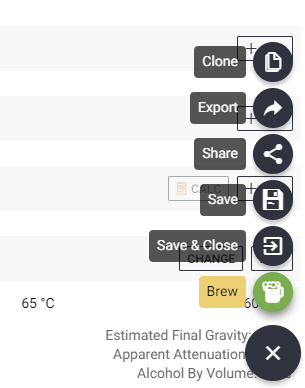 Clone
Export
Share
CALC
Save
Save & Close
CHANGE
Brew
65 °C
60
Estimated Final Gravity:
Apparent Attenuation
Alcohol By Volume: